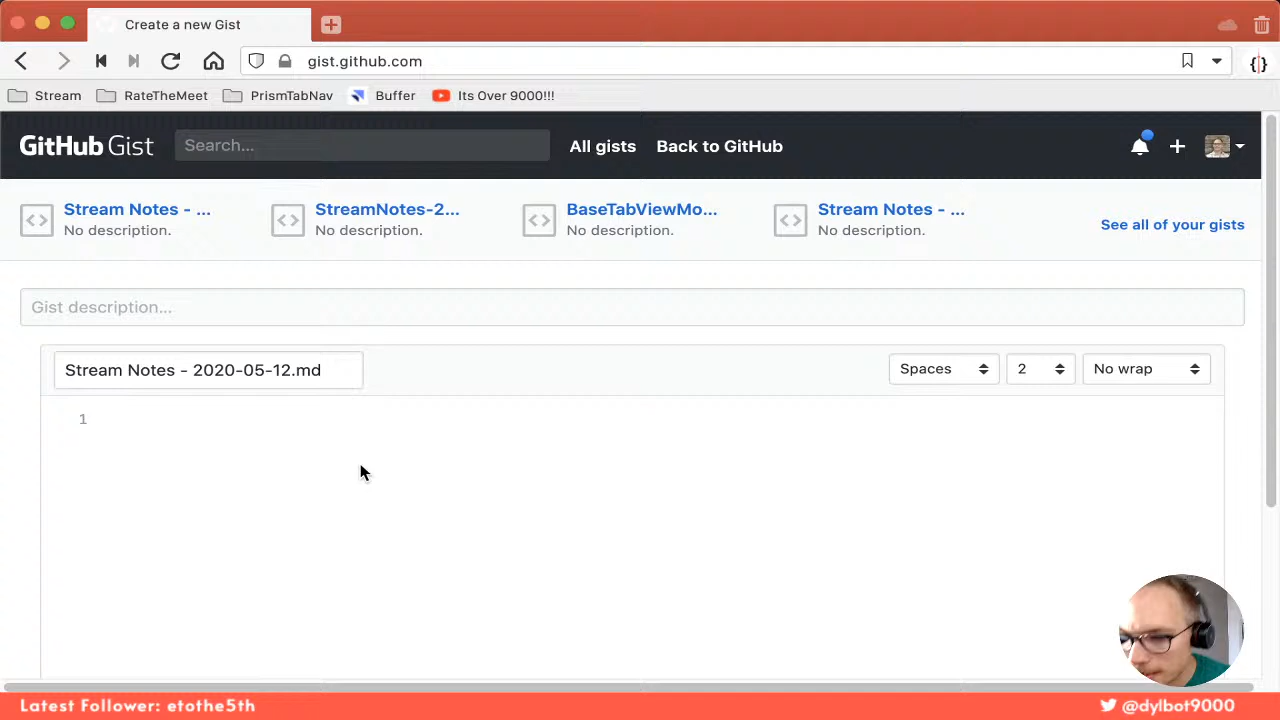 Create a new Gist
gist.github.com
Stream RateTheMeet PrismTabNav Buffer Its Over 9000!!!
GitHub Gist Search... All gists Back to GitHub
Stream Notes - ... StreamNotes-2... BaseTabViewMo... Stream Notes - ...
No description. No description. No description. No description.
See all of your gists
Gist description...
Stream Notes - 2020-05-12.md Spaces 2 No wrap
1
Latest Follower: etothe5th @dylbot9000